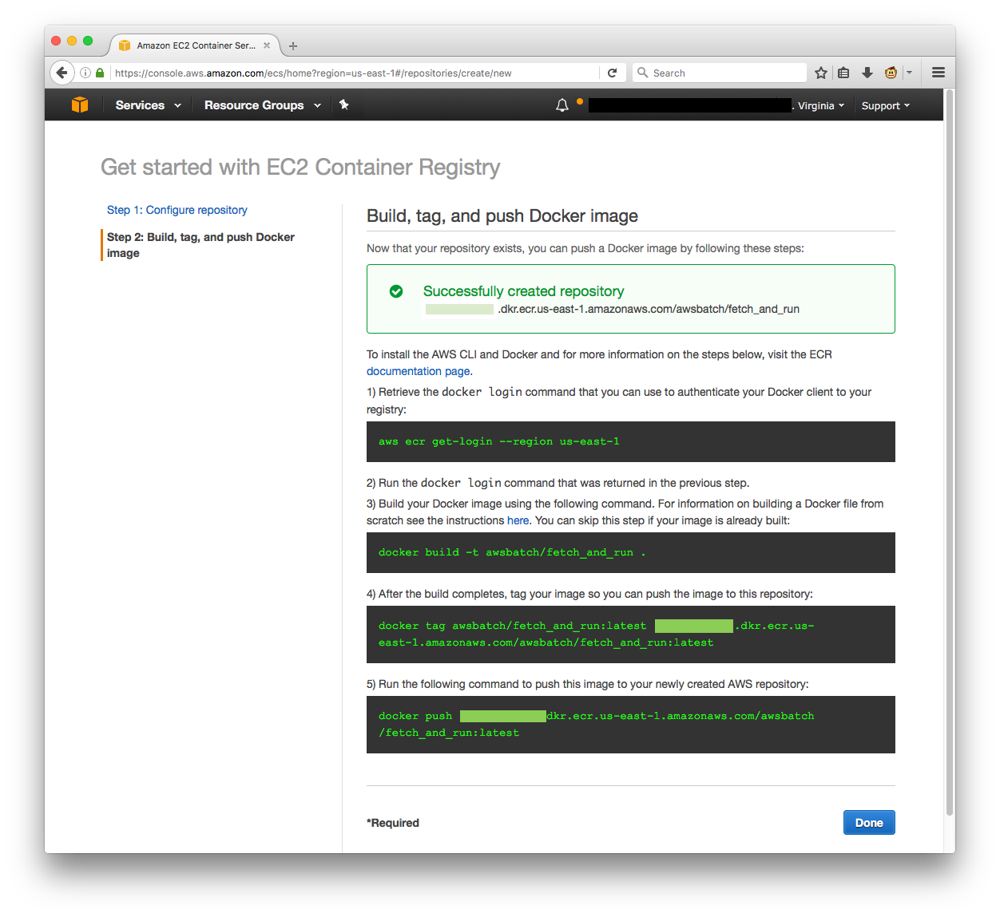 Amazon EC2 Container Ser...
https://console.aws.amazon.com/ecs/home?region=us-east-1#/repositories/create/new
Search
Services
Resource Groups
. Virginia
Support
Get started with EC2 Container Registry
Step 1: Configure repository
Step 2: Build, tag, and push Docker
image
Build, tag, and push Docker image
Now that your repository exists, you can push a Docker image by following these steps:
Successfully created repository
.dkr.ecr.us-east-1.amazonaws.com/awsbatch/fetch_and_run
To install the AWS CLI and Docker and for more information on the steps below, visit the ECR
documentation page.
1) Retrieve the docker login command that you can use to authenticate your Docker client to your
registry:
aws ecr get-login --region us-east-1
2) Run the docker login command that was returned in the previous step.
3) Build your Docker image using the following command. For information on building a Docker file from
scratch see the instructions here. You can skip this step if your image is already built:
docker build -t awsbatch/fetch_and_run .
4) After the build completes, tag your image so you can push the image to this repository:
docker tag awsbatch/fetch_and_run:latest .dkr.ecr.us-
east-1.amazonaws.com/awsbatch/fetch_and_run:latest
5) Run the following command to push this image to your newly created AWS repository:
docker push dkr.ecr.us-east-1.amazonaws.com/awsbatch
/fetch_and_run:latest
*Required
Done